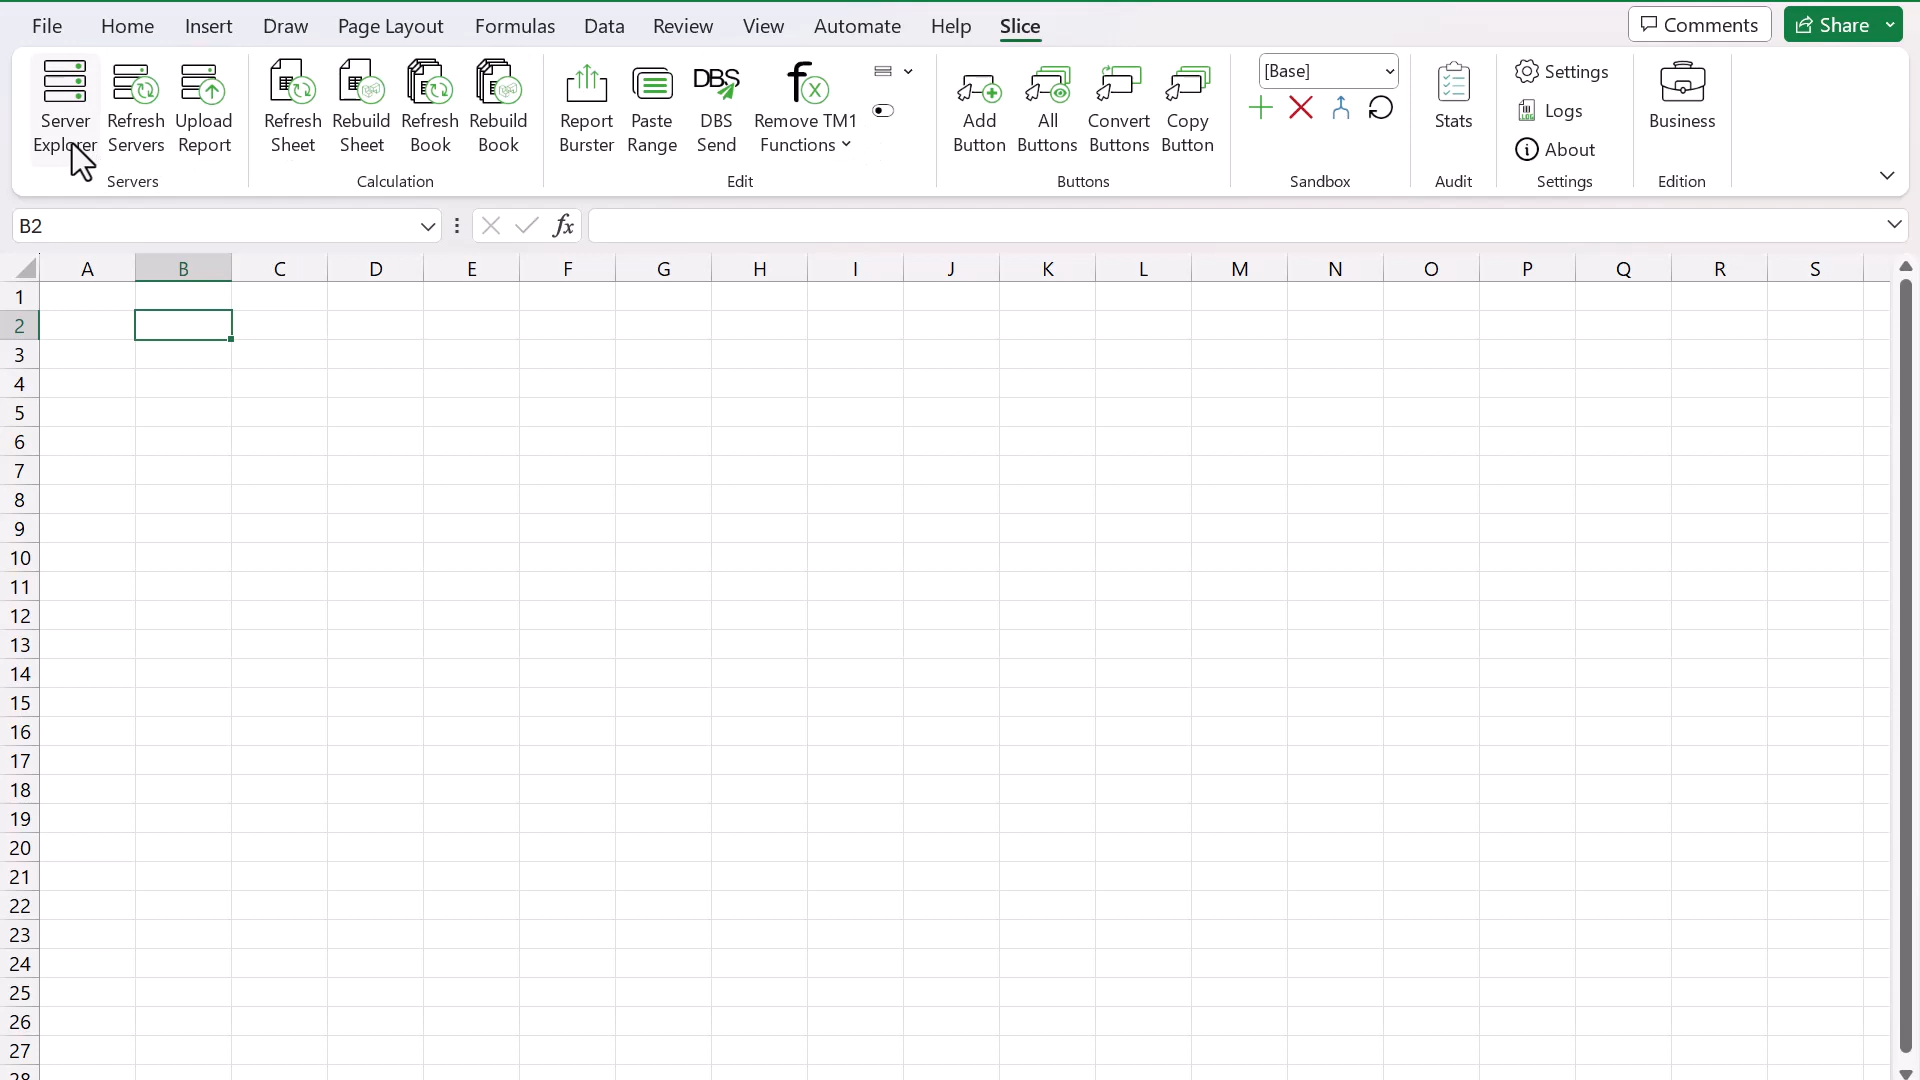 File Home Insert Draw Page Layout Formulas Data Review View Automate Help Slice Comments Share
Server Explorer
Refresh Servers
Upload Report
Servers
Refresh Sheet
Rebuild Sheet
Refresh Book
Rebuild Book
Calculation
Report Burster
Paste Range
DBS
DBS Send
fx
Remove TM1 Functions
Edit
Add Button
All Buttons
Convert Buttons
Copy Button
Buttons
[Base]
Sandbox
Stats
Audit
Settings
Logs
About
Settings
Business
Edition
B2 fx
A B C D E F G H I J K L M N O P Q R S
1
2
3
4
5
6
7
8
9
10
11
12
13
14
15
16
17
18
19
20
21
22
23
24
25
26
27
28